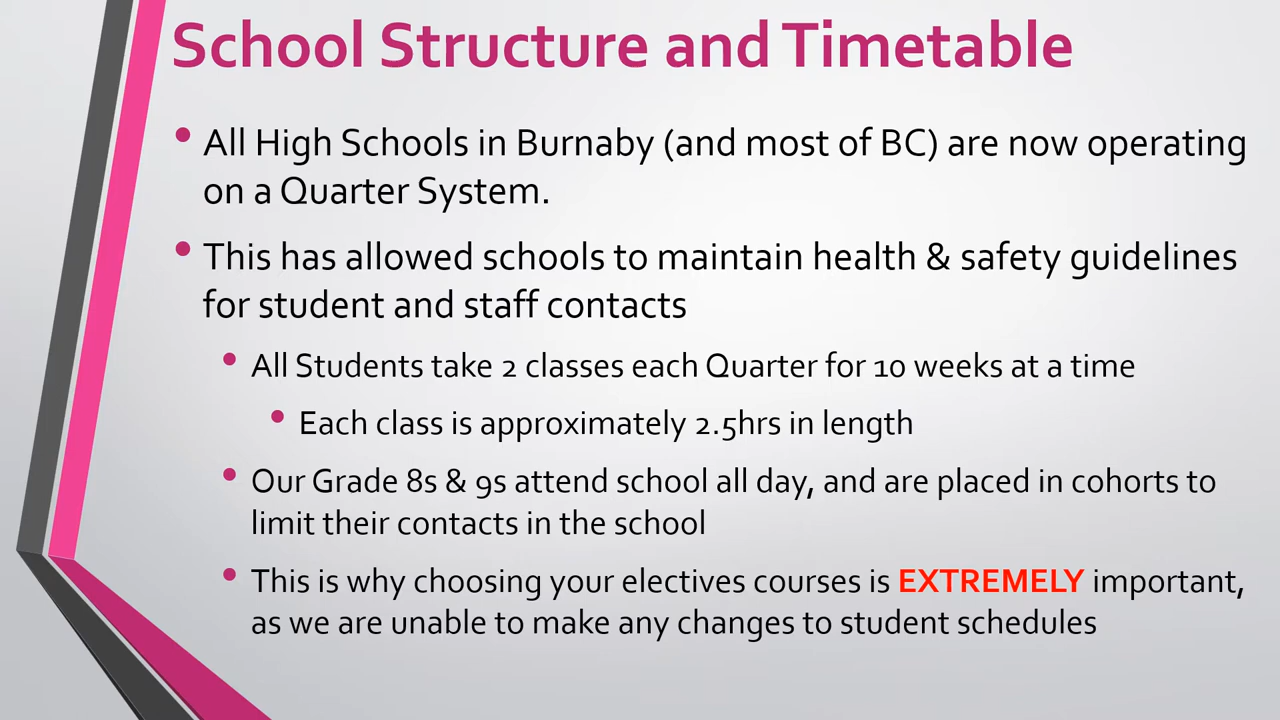 School Structure and Timetable
• All High Schools in Burnaby (and most of BC) are now operating
on a Quarter System.
• This has allowed schools to maintain health & safety guidelines
for student and staff contacts
• All Students take 2 classes each Quarter for 10 weeks at a time
• Each class is approximately 2.5hrs in length
• Our Grade 8s & 9s attend school all day, and are placed in cohorts to
limit their contacts in the school
• This is why choosing your electives courses is EXTREMELY important,
as we are unable to make any changes to student schedules